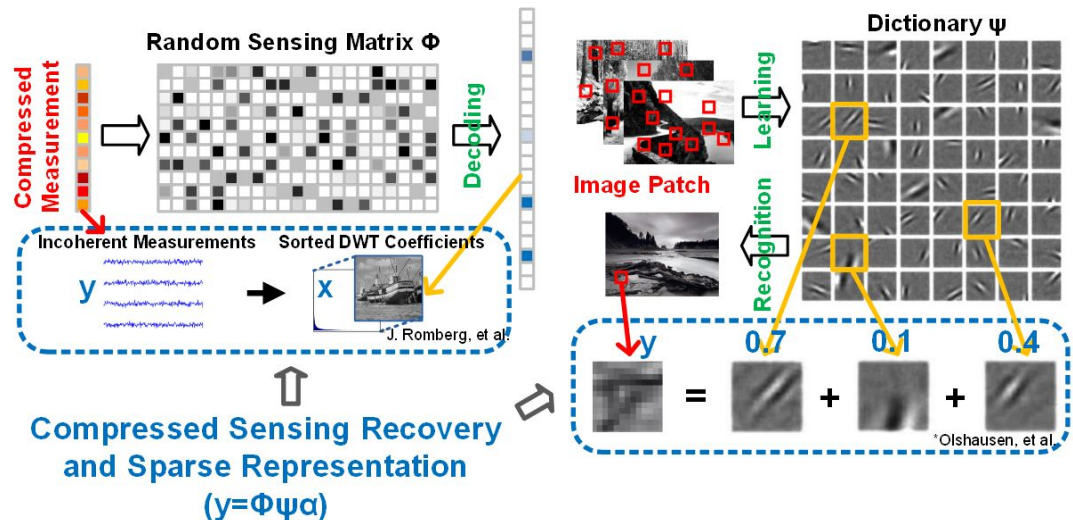 Random Sensing Matrix Φ
Compressed
Measurement
Decoding
Incoherent Measurements
Sorted DWT Coefficients
y
x
*J. Romberg, et al.
Dictionary ψ
Learning
Image Patch
Recognition
y
0.7
0.1
0.4
=
+
+
*Olshausen, et al.
Compressed Sensing Recovery
and Sparse Representation
(y=Φψα)